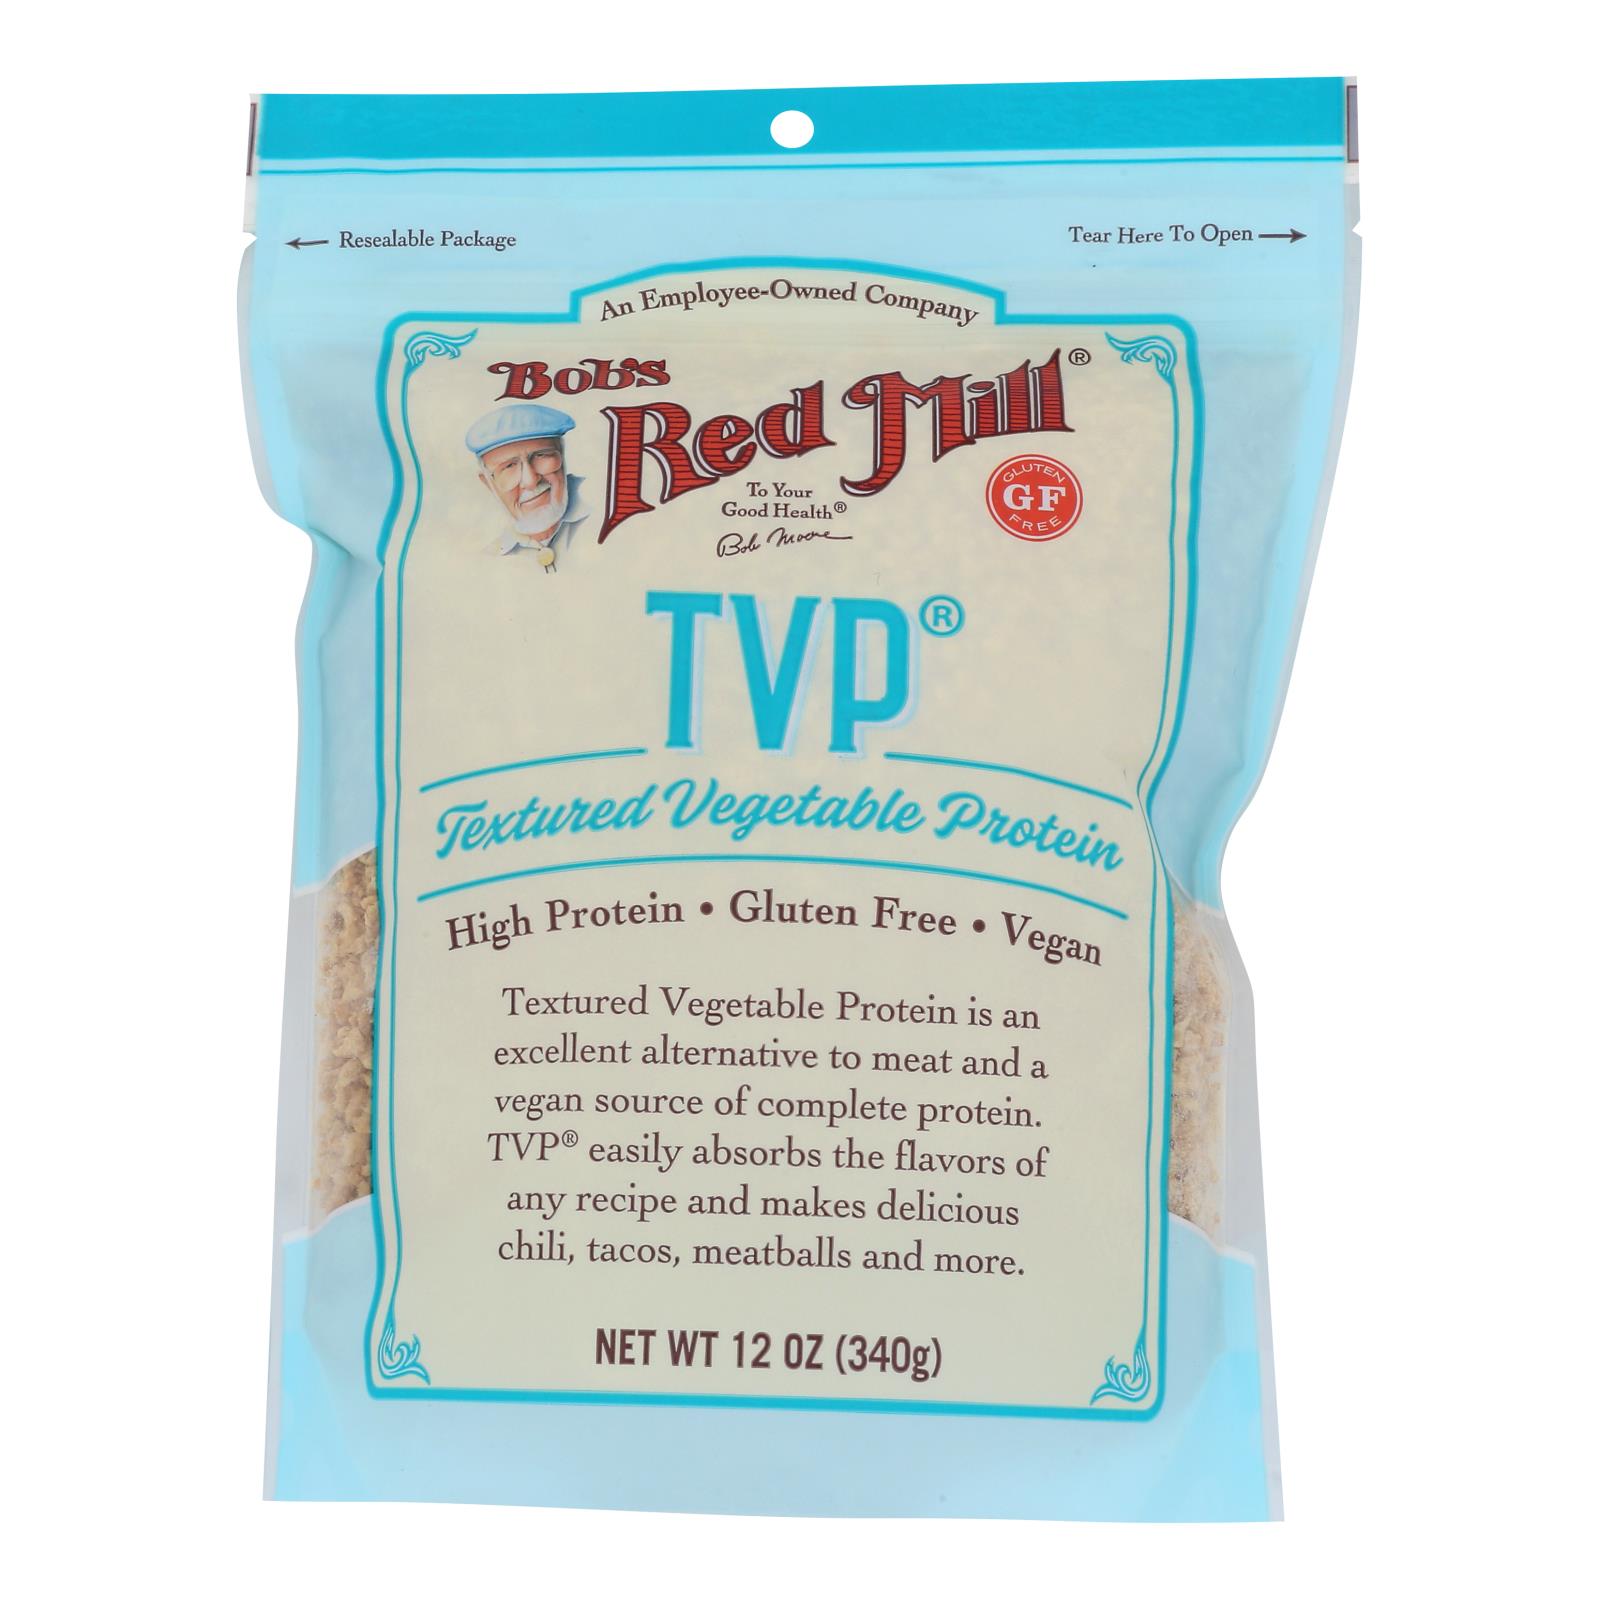 Resealable Package
Tear Here To Open
An Employee-Owned Company
Bob's
Red Mill®
To Your
Good Health®
Bob Moore
GLUTEN
GF
FREE
TVP®
Textured Vegetable Protein
High Protein • Gluten Free • Vegan
Textured Vegetable Protein is an
excellent alternative to meat and a
vegan source of complete protein.
TVP® easily absorbs the flavors of
any recipe and makes delicious
chili, tacos, meatballs and more.
NET WT 12 OZ (340g)